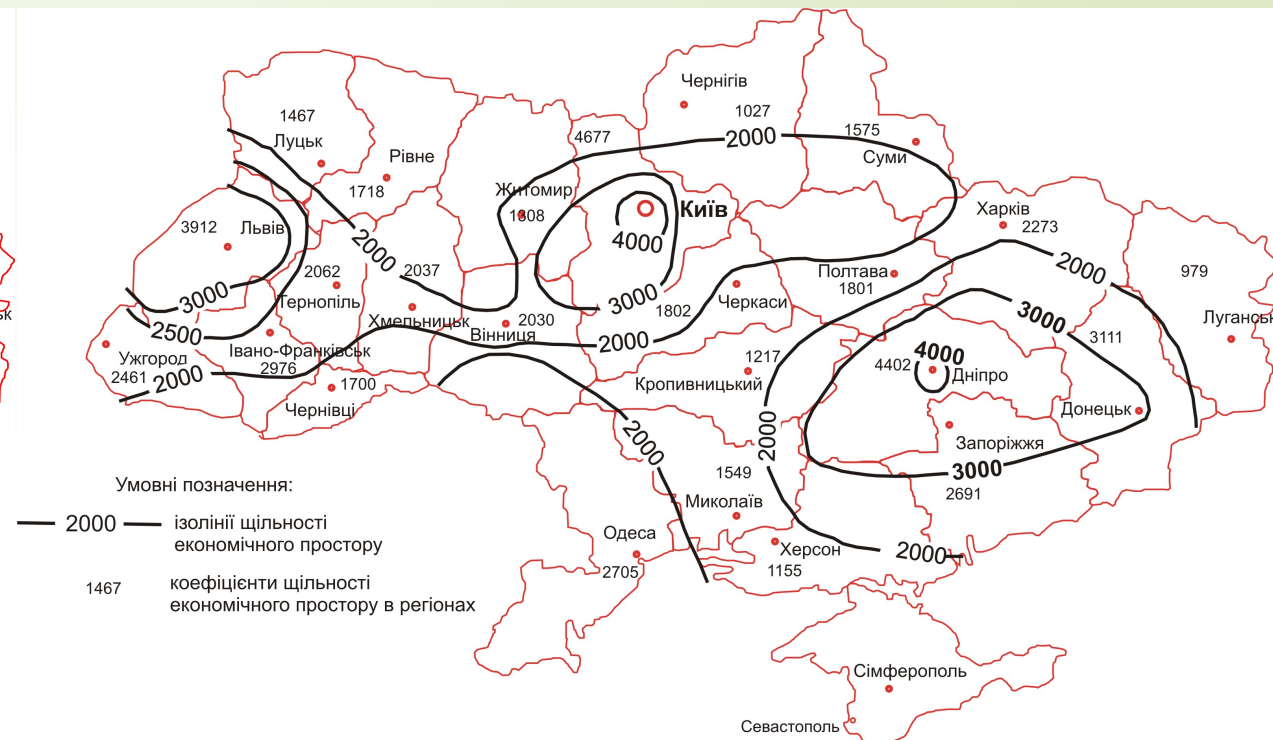 Чернігів
1027
1467
4677
2000
1575
Луцьк
Суми
Рівне
1718
Житомир
1308
Київ
Харків
2273
3912
Львів
4000
2000
2000
2062
2037
Полтава
1801
979
Тернопіль
3000
3000
Черкаси
1802
2500
Хмельницьк
2030
Вінниця
2000
3000
3111
Луганськ
ськ
Івано-Франківськ
2976
Ужгород
2461
2000
1217
Кропивницький
4000
4402
Дніпро
1700
Чернівці
Донецьк
2000
2000
Запоріжжя
3000
2691
1549
Миколаїв
Умовні позначення:
2000
ізолінії щільності
економічного простору
1467
коефіцієнти щільності
економічного простору в регіонах
Одеса
2705
Херсон
1155
2000
Сімферополь
Севастополь